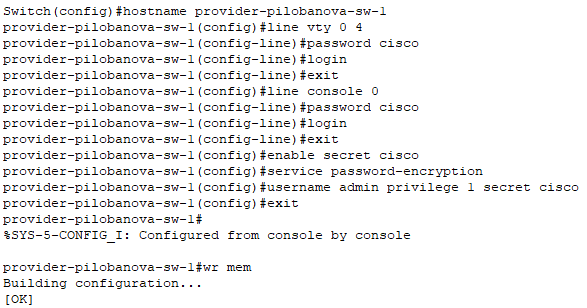 Switch(config)#hostname provider-pilobanova-sw-1
provider-pilobanova-sw-1(config)#line vty 0 4
provider-pilobanova-sw-1(config-line)#password cisco
provider-pilobanova-sw-1(config-line)#login
provider-pilobanova-sw-1(config-line)#exit
provider-pilobanova-sw-1(config)#line console 0
provider-pilobanova-sw-1(config-line)#password cisco
provider-pilobanova-sw-1(config-line)#login
provider-pilobanova-sw-1(config-line)#exit
provider-pilobanova-sw-1(config)#enable secret cisco
provider-pilobanova-sw-1(config)#service password-encryption
provider-pilobanova-sw-1(config)#username admin privilege 1 secret cisco
provider-pilobanova-sw-1(config)#exit
provider-pilobanova-sw-1#
%SYS-5-CONFIG_I: Configured from console by console
provider-pilobanova-sw-1#wr mem
Building configuration...
[OK]